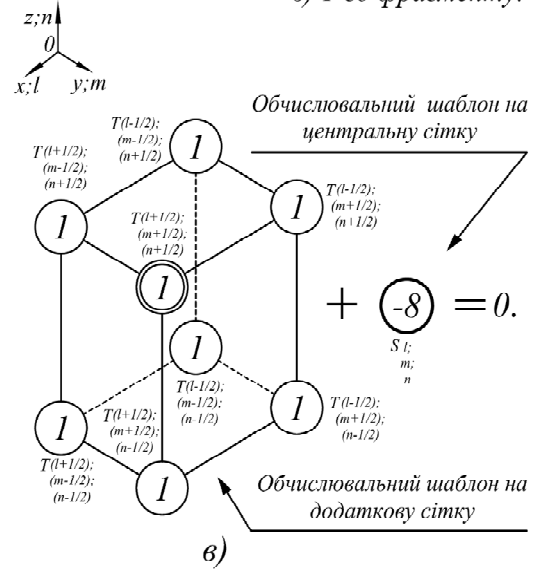 z;n
0
x;l
y;m
Обчислювальний шаблон на
центральну сітку
T(l-1/2);
(m-1/2);
(n+1/2)
1
T(l+1/2);
(m-1/2);
(n+1/2)
1
T(l-1/2);
(m+1/2);
(n+1/2)
1
T(l+1/2);
(m+1/2);
(n+1/2)
1
+ -8 =0.
S l;
m;
n
1
T(l-1/2);
(m-1/2);
(n-1/2)
1
T(l+1/2);
(m-1/2);
(n-1/2)
T(l+1/2);
(m+1/2);
(n-1/2)
1
1
T(l-1/2);
(m+1/2);
(n-1/2)
Обчислювальний шаблон на
додаткову сітку
в)